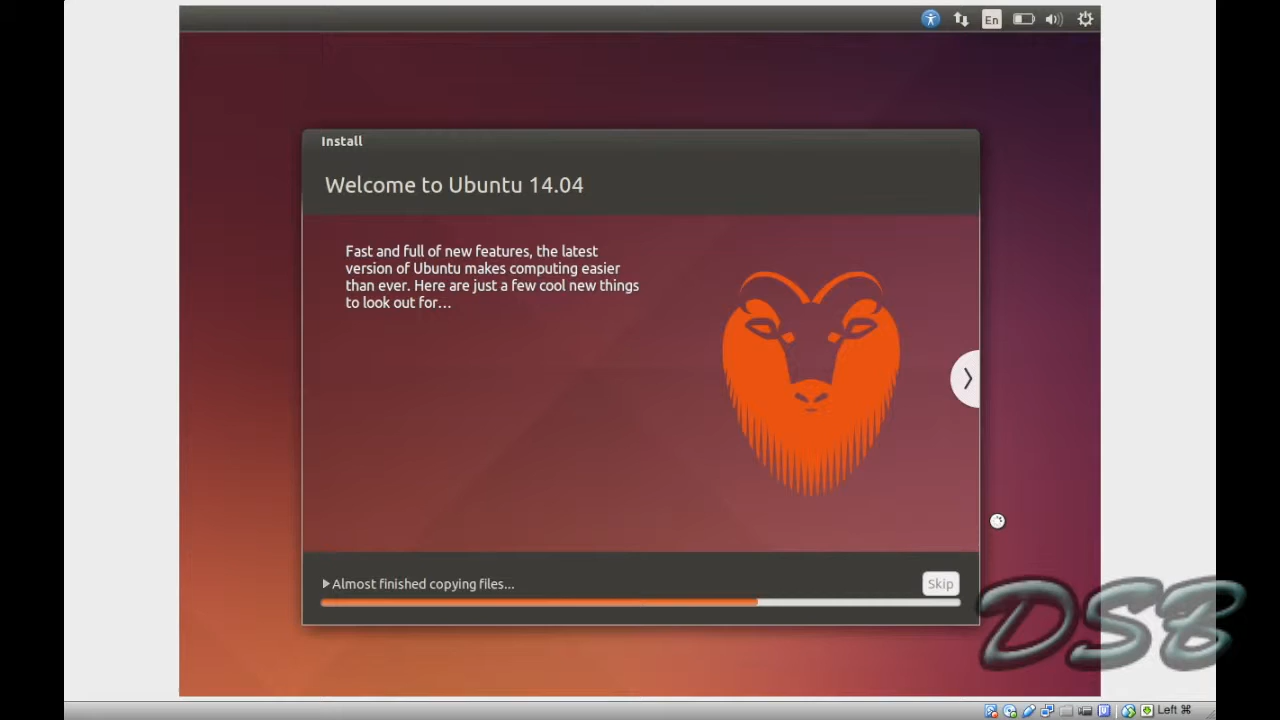 En
Install
Welcome to Ubuntu 14.04
Fast and full of new features, the latest
version of Ubuntu makes computing easier
than ever. Here are just a few cool new things
to look out for…
Almost finished copying files...
Skip
DSB
Left ⌘